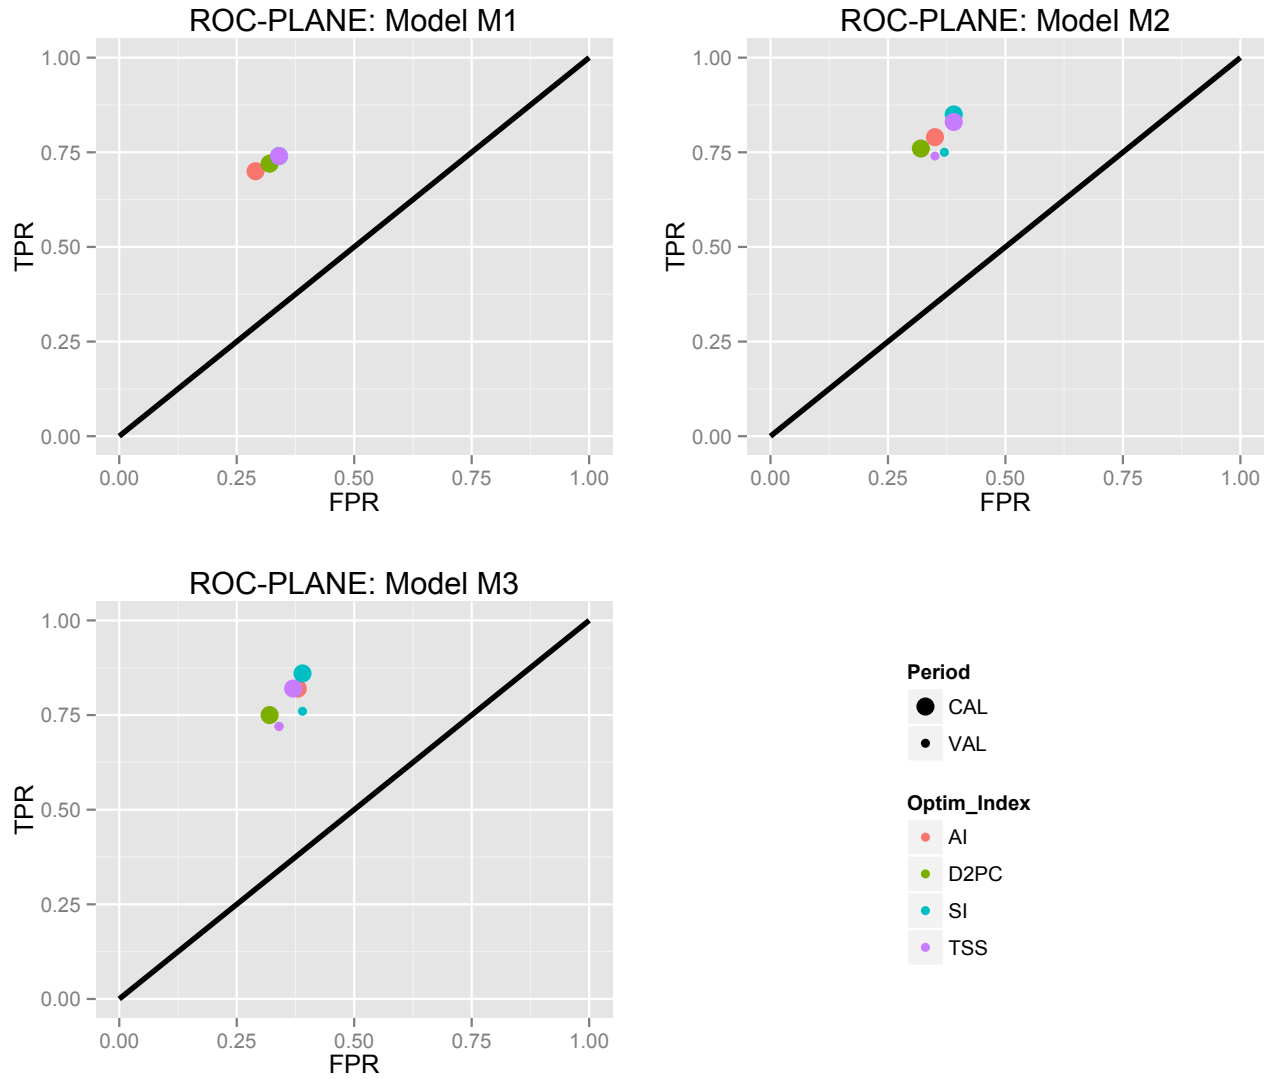 ROC-PLANE: Model M1
1.00
0.75
0.50
0.25
0.00
TPR
0.00 0.25 0.50 0.75 1.00
FPR
ROC-PLANE: Model M2
1.00
0.75
0.50
0.25
0.00
TPR
0.00 0.25 0.50 0.75 1.00
FPR
ROC-PLANE: Model M3
1.00
0.75
0.50
0.25
0.00
TPR
0.00 0.25 0.50 0.75 1.00
FPR
Period
CAL
VAL
Optim_Index
AI
D2PC
SI
TSS